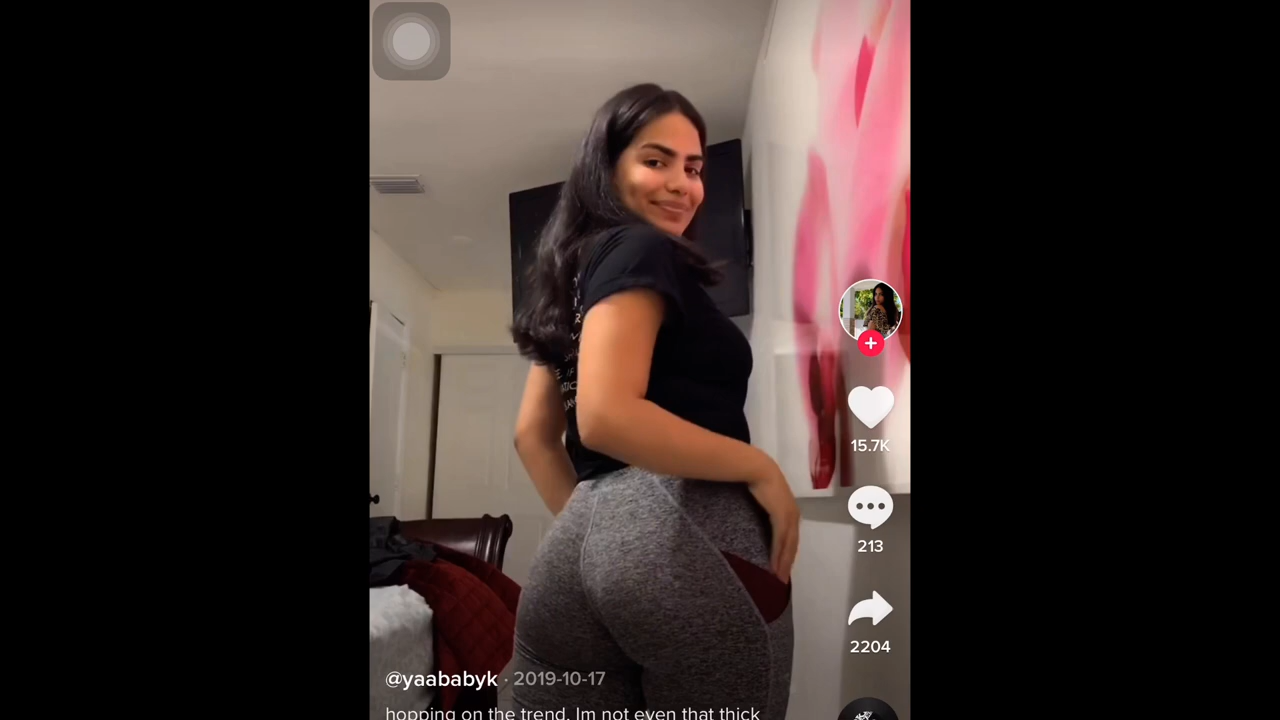 15.7K
213
2204
@yaababyk · 2019-10-17
hopping on the trend. Im not even that thick